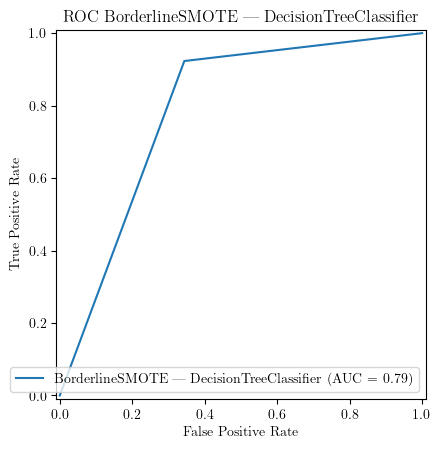 ROC BorderlineSMOTE — DecisionTreeClassifier
1.0
0.8
0.6
0.4
0.2
0.0
True Positive Rate
BorderlineSMOTE — DecisionTreeClassifier (AUC = 0.79)
0.0 0.2 0.4 0.6 0.8 1.0
False Positive Rate